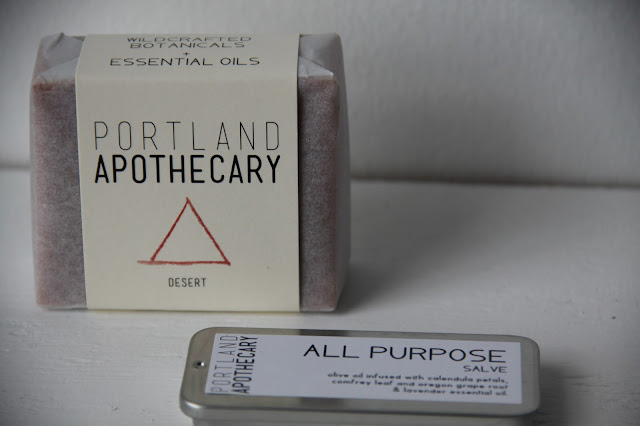 WILDCRAFTED
BOTANICALS
+
ESSENTIAL OILS
PORTLAND
APOTHECARY
DESERT
PORTLAND
APOTHECARY
ALL PURPOSE
SALVE
olive oil infused with calendula petals,
comfrey leaf and oregon grape root
& lavender essential oil.